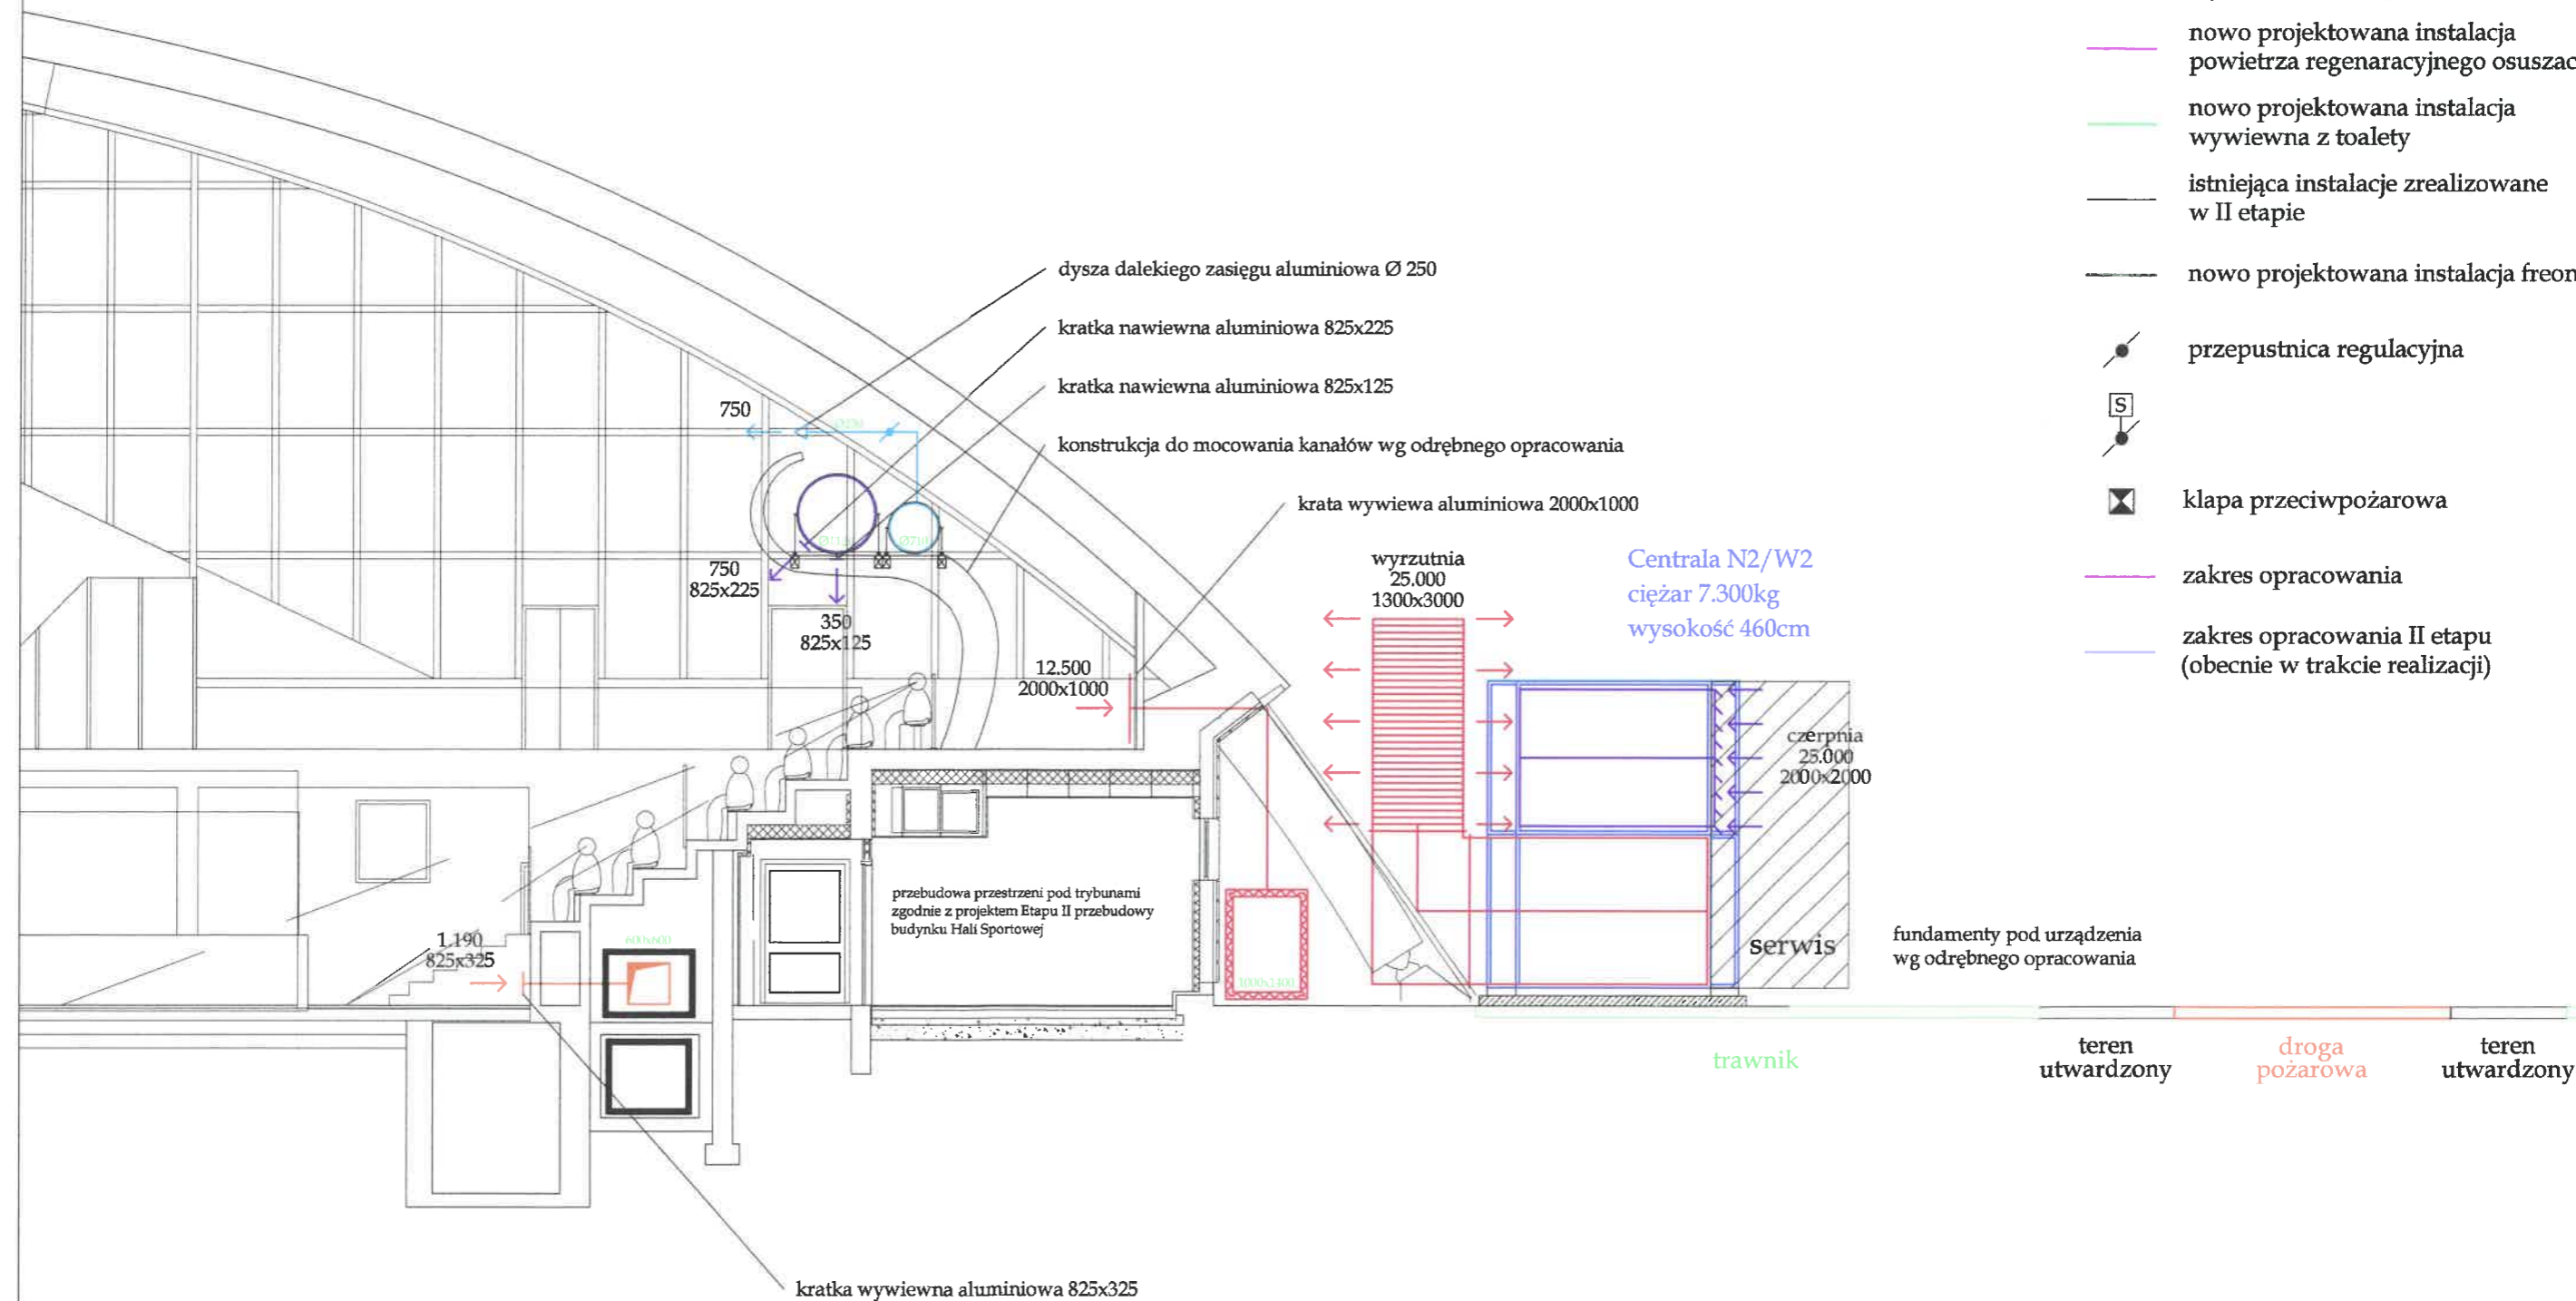 nowo projektowana instalacja
powietrza regenaracyjnego osuszac
nowo projektowana instalacja
wywiewna z toalety
istniejąca instalacje zrealizowane
w II etapie
nowo projektowana instalacja freon
przepustnica regulacyjna
S
klapa przeciwpożarowa
zakres opracowania
zakres opracowania II etapu
(obecnie w trakcie realizacji)
dysza dalekiego zasięgu aluminiowa Ø 250
kratka nawiewna aluminiowa 825x225
kratka nawiewna aluminiowa 825x125
konstrukcja do mocowania kanałów wg odrębnego opracowania
krata wywiewa aluminiowa 2000x1000
750
750
825x225
350
825x125
12.500
2000x1000
wyrzutnia
25.000
1300x3000
Centrala N2/W2
ciężar 7.300kg
wysokość 460cm
czerpnia
25.000
2000x2000
przebudowa przestrzeni pod trybunami
zgodnie z projektem Etapu II przebudowy
budynku Hali Sportowej
1.190
825x325
600x600
serwis
fundamenty pod urządzenia
wg odrębnego opracowania
trawnik
teren
utwardzony
droga
pożarowa
teren
utwardzony
kratka wywiewna aluminiowa 825x325